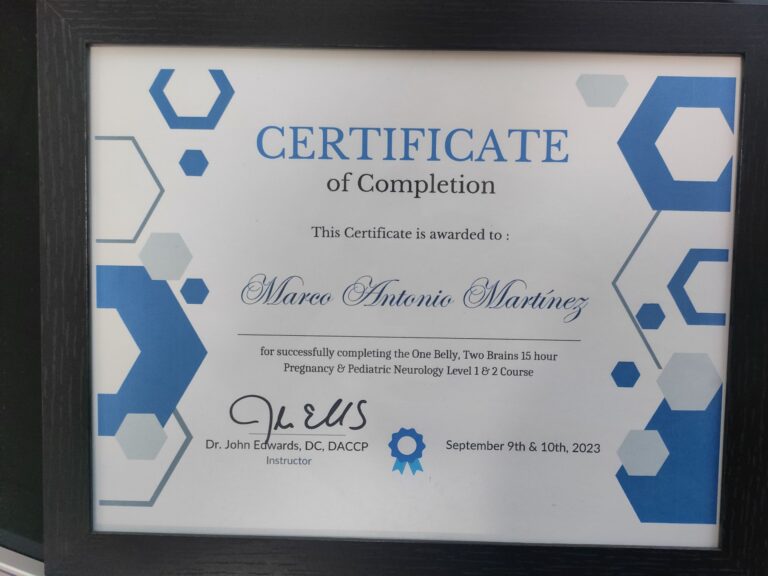 CERTIFICATE
of Completion
This Certificate is awarded to :
Marco Antonio Martínez
for successfully completing the One Belly, Two Brains 15 hour
Pregnancy & Pediatric Neurology Level 1 & 2 Course
Dr. John Edwards, DC, DACCP
Instructor
September 9th & 10th, 2023